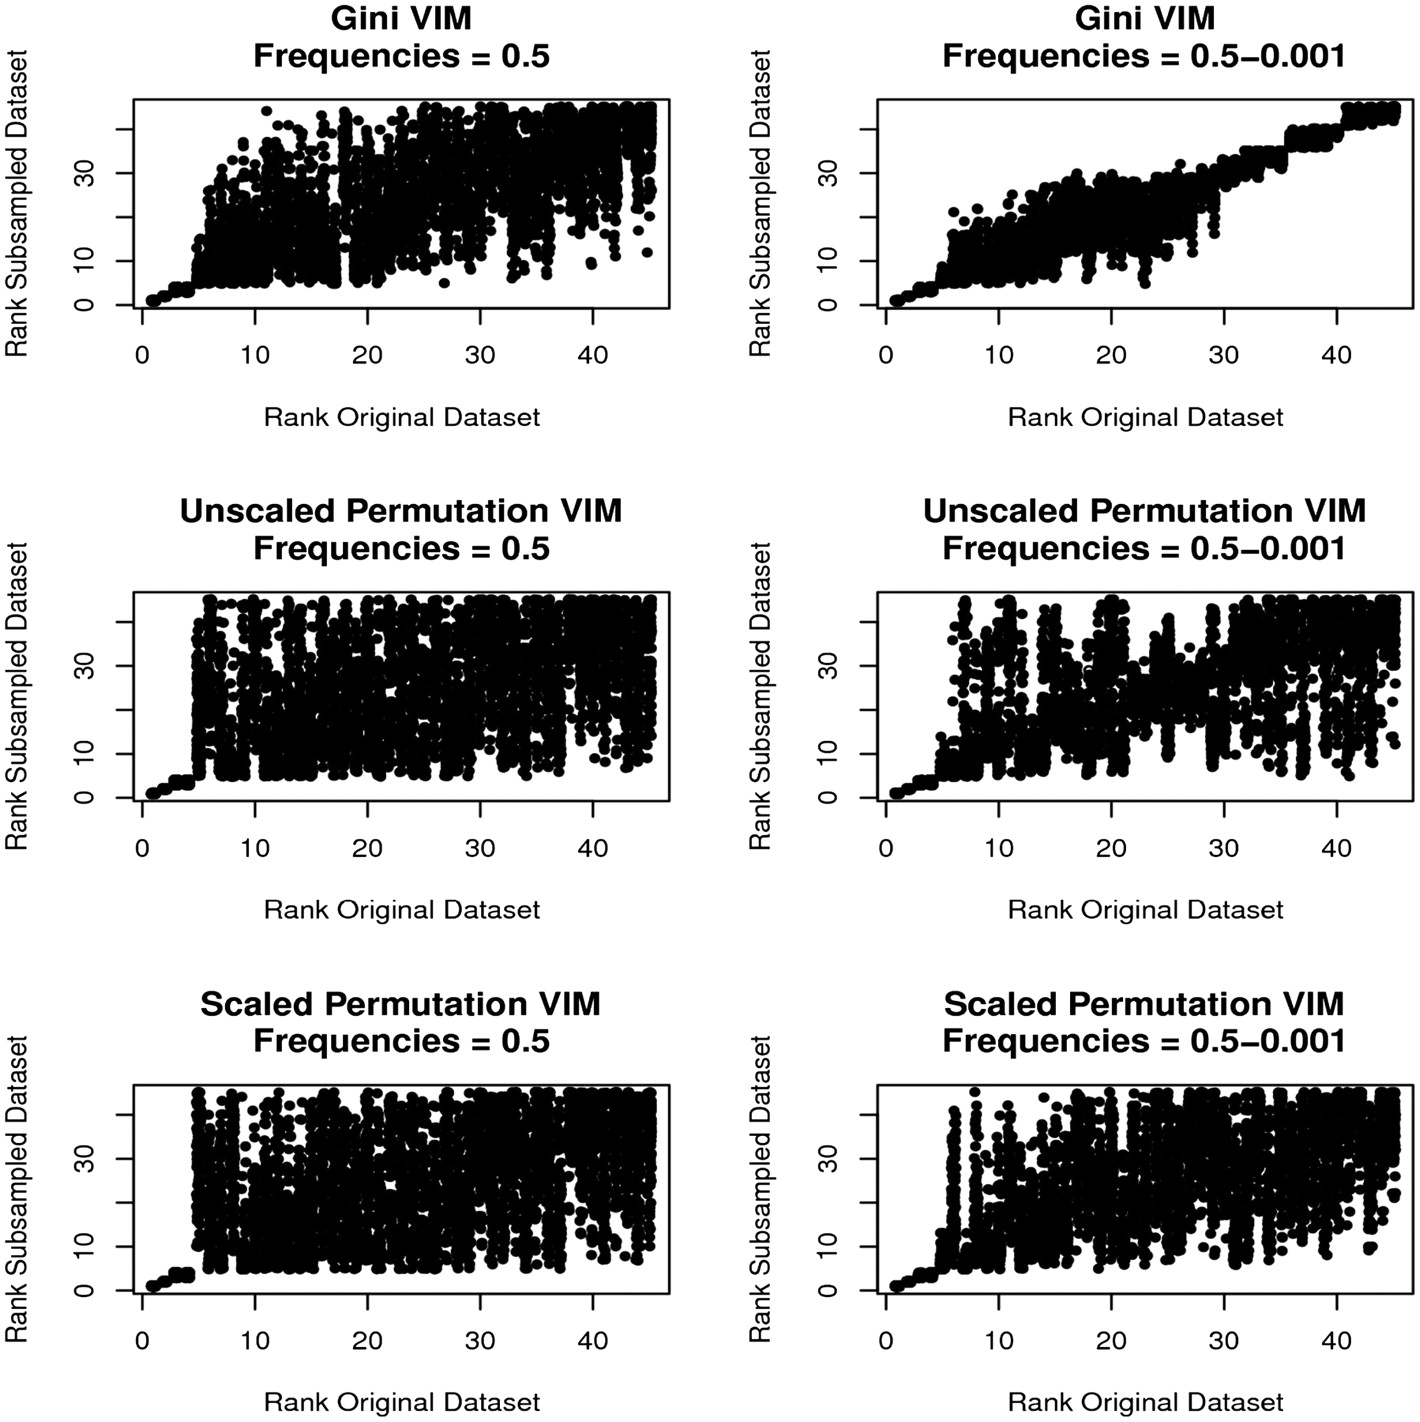 Gini VIM
Frequencies = 0.5
Rank Subsampled Dataset
30
10
0
0 10 20 30 40
Rank Original Dataset
Gini VIM
Frequencies = 0.5–0.001
Rank Subsampled Dataset
30
10
0
0 10 20 30 40
Rank Original Dataset
Unscaled Permutation VIM
Frequencies = 0.5
Rank Subsampled Dataset
30
10
0
0 10 20 30 40
Rank Original Dataset
Unscaled Permutation VIM
Frequencies = 0.5–0.001
Rank Subsampled Dataset
30
10
0
0 10 20 30 40
Rank Original Dataset
Scaled Permutation VIM
Frequencies = 0.5
Rank Subsampled Dataset
30
10
0
0 10 20 30 40
Rank Original Dataset
Scaled Permutation VIM
Frequencies = 0.5–0.001
Rank Subsampled Dataset
30
10
0
0 10 20 30 40
Rank Original Dataset